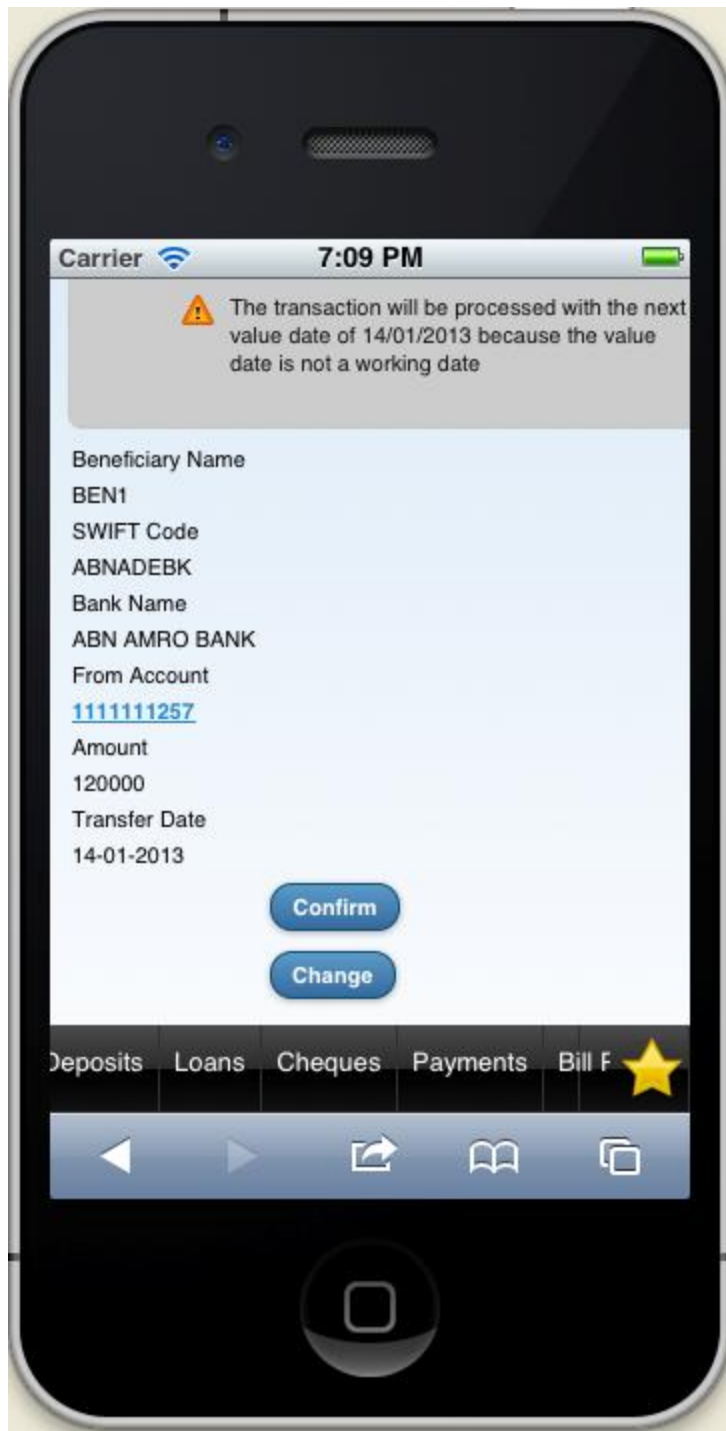 Carrier 7:09 PM
The transaction will be processed with the next
value date of 14/01/2013 because the value
date is not a working date
Beneficiary Name
BEN1
SWIFT Code
ABNADEBK
Bank Name
ABN AMRO BANK
From Account
1111111257
Amount
120000
Transfer Date
14-01-2013
Confirm
Change
Deposits Loans Cheques Payments Bill